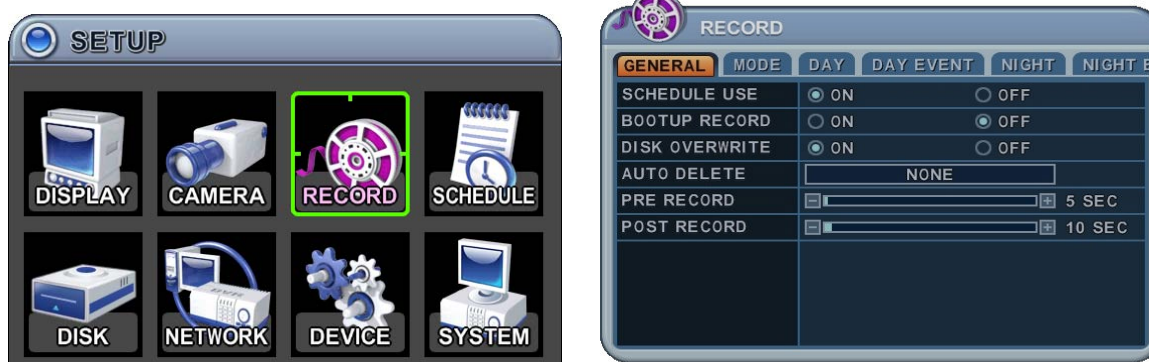 SETUP
DISPLAY CAMERA RECORD SCHEDULE
DISK NETWORK DEVICE SYSTEM
RECORD
GENERAL MODE DAY DAY EVENT NIGHT NIGHT E
SCHEDULE USE ON OFF
BOOTUP RECORD ON OFF
DISK OVERWRITE ON OFF
AUTO DELETE NONE
PRE RECORD 5 SEC
POST RECORD 10 SEC